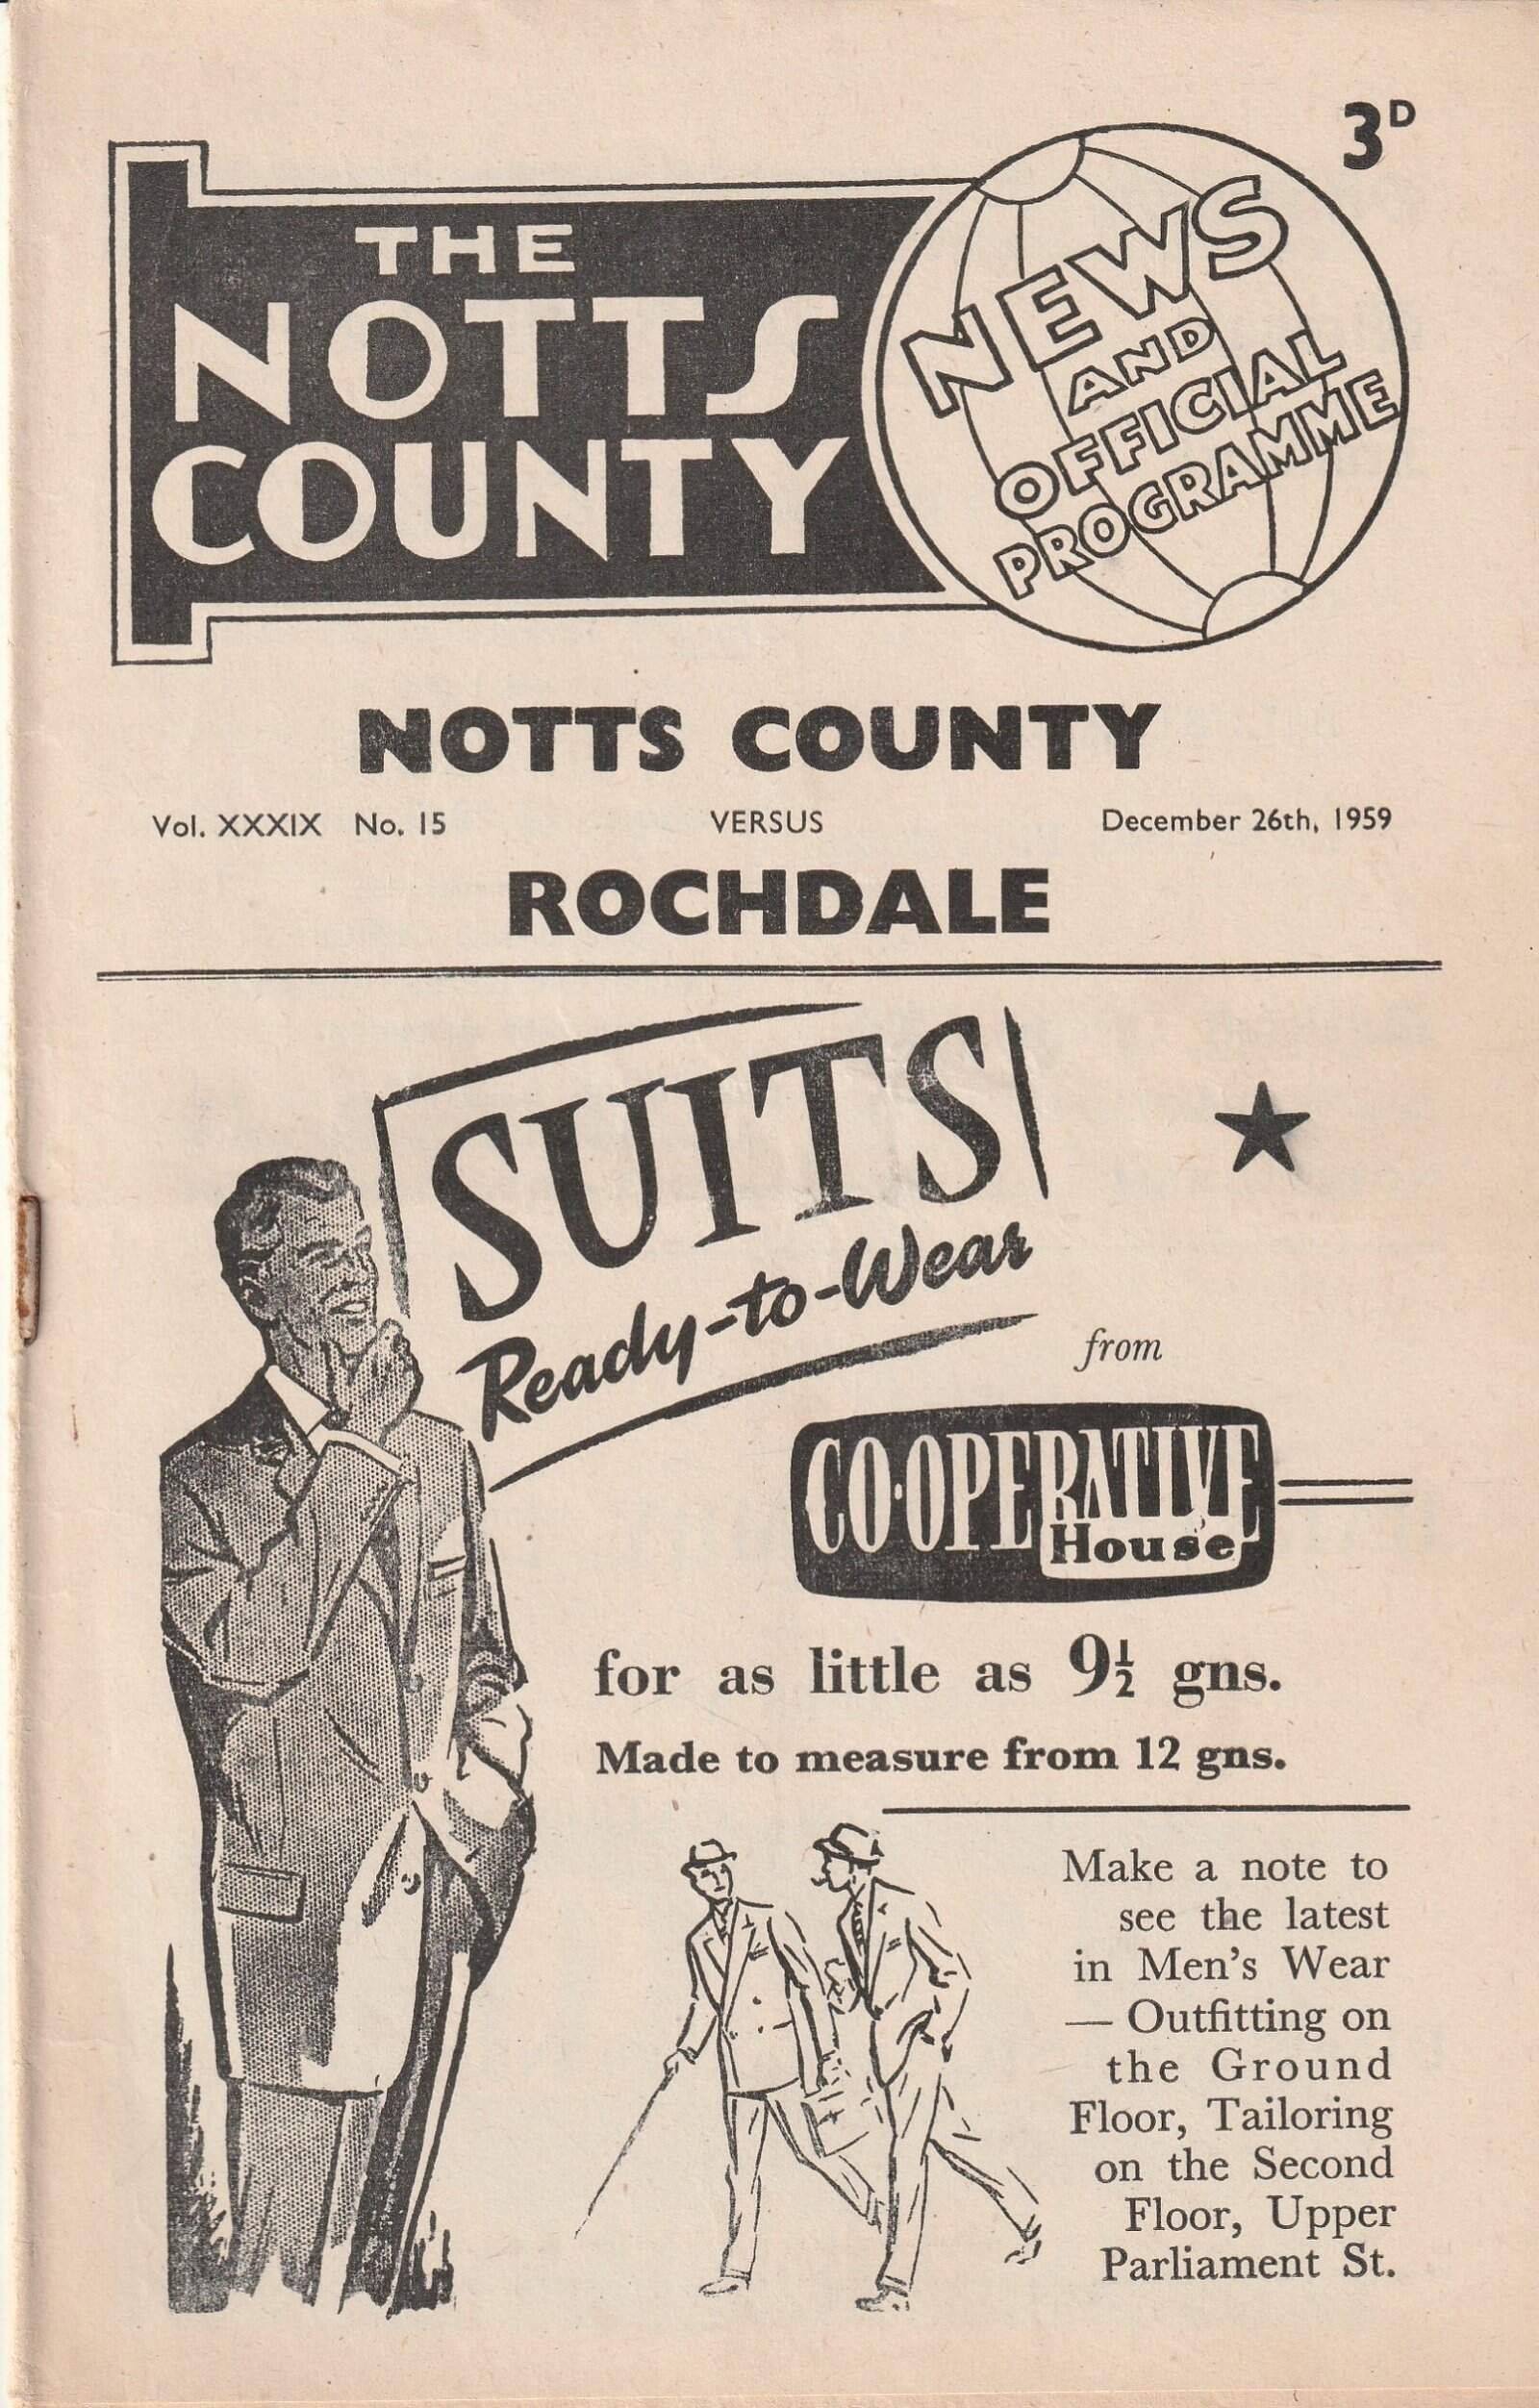 3D
THE
NOTTS
COUNTY
NEWS
AND
OFFICIAL
PROGRAMME
NOTTS COUNTY
Vol. XXXIX No. 15 VERSUS December 26th, 1959
ROCHDALE
SUITS
Ready-to-Wear
from
CO·OPERATIVE
House
for as little as 9½ gns.
Made to measure from 12 gns.
Make a note to
see the latest
in Men's Wear
— Outfitting on
the Ground
Floor, Tailoring
on the Second
Floor, Upper
Parliament St.